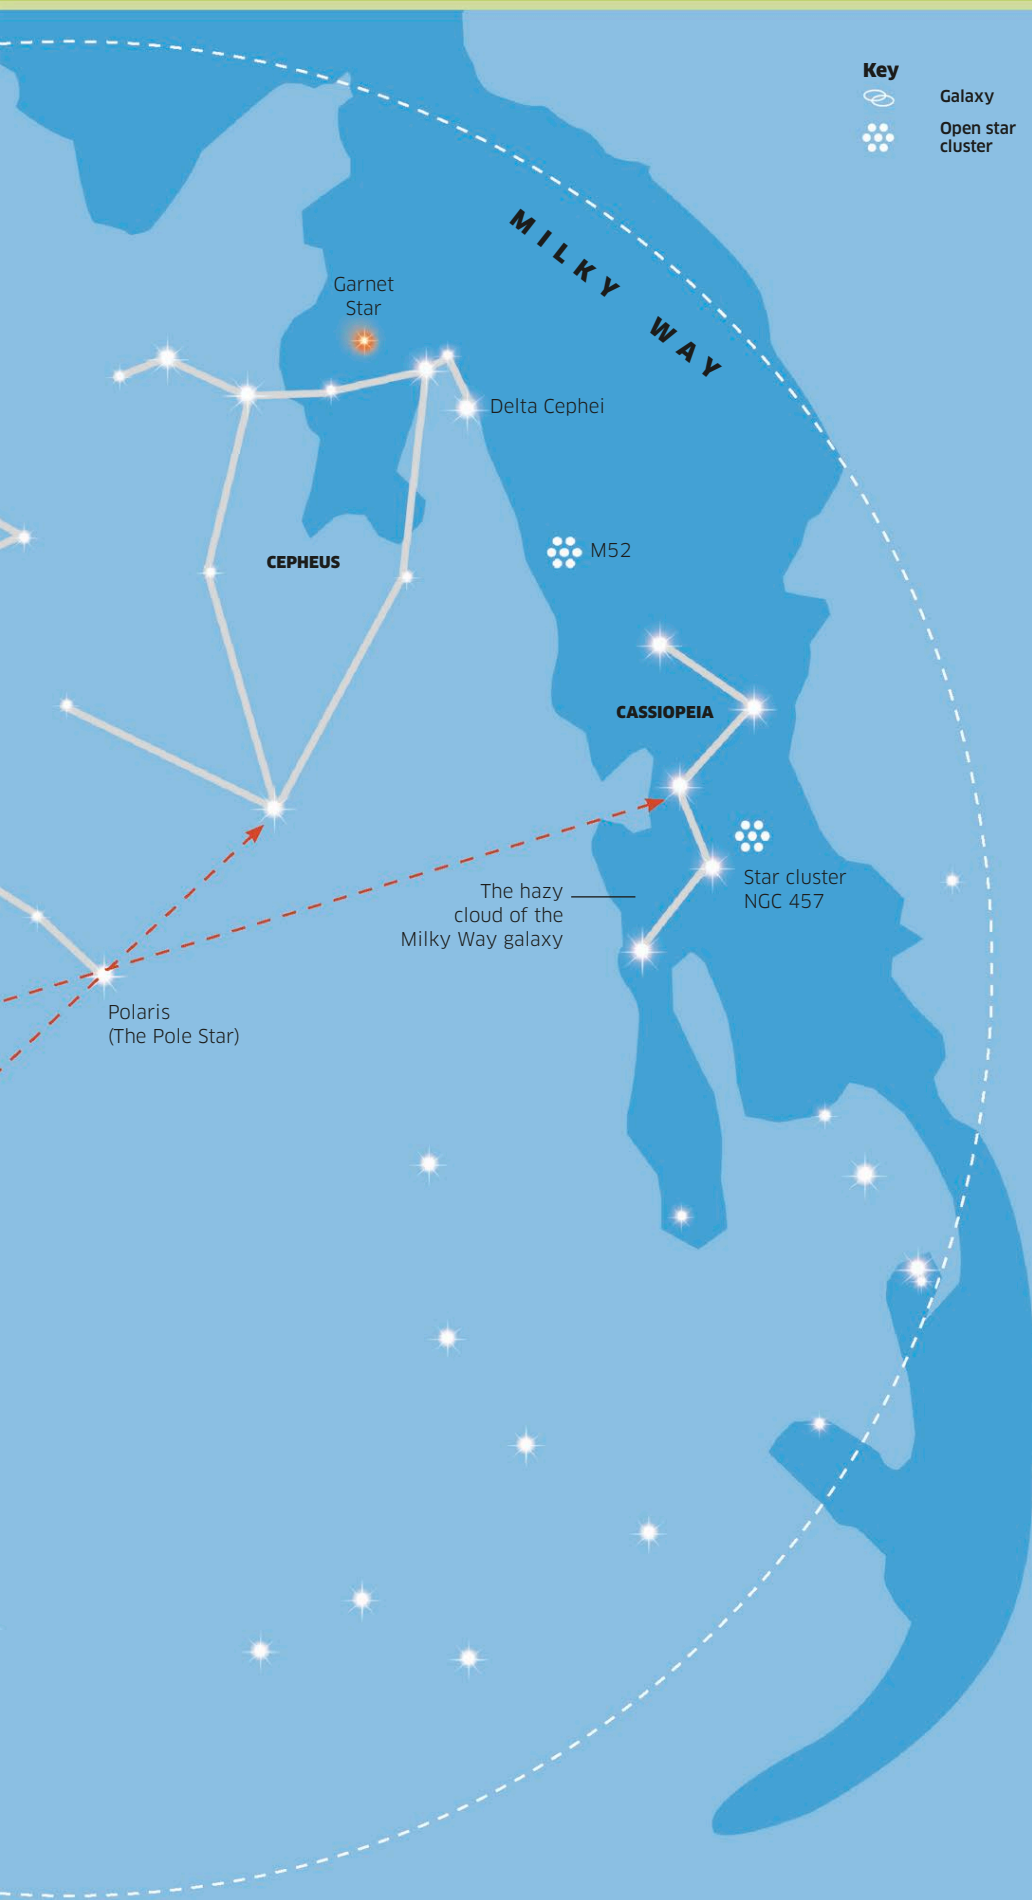 Key
Galaxy
Open star
cluster
MILKY WAY
Garnet
Star
Delta Cephei
M52
CEPHEUS
CASSIOPEIA
Star cluster
NGC 457
The hazy
cloud of the
Milky Way galaxy
Polaris
(The Pole Star)